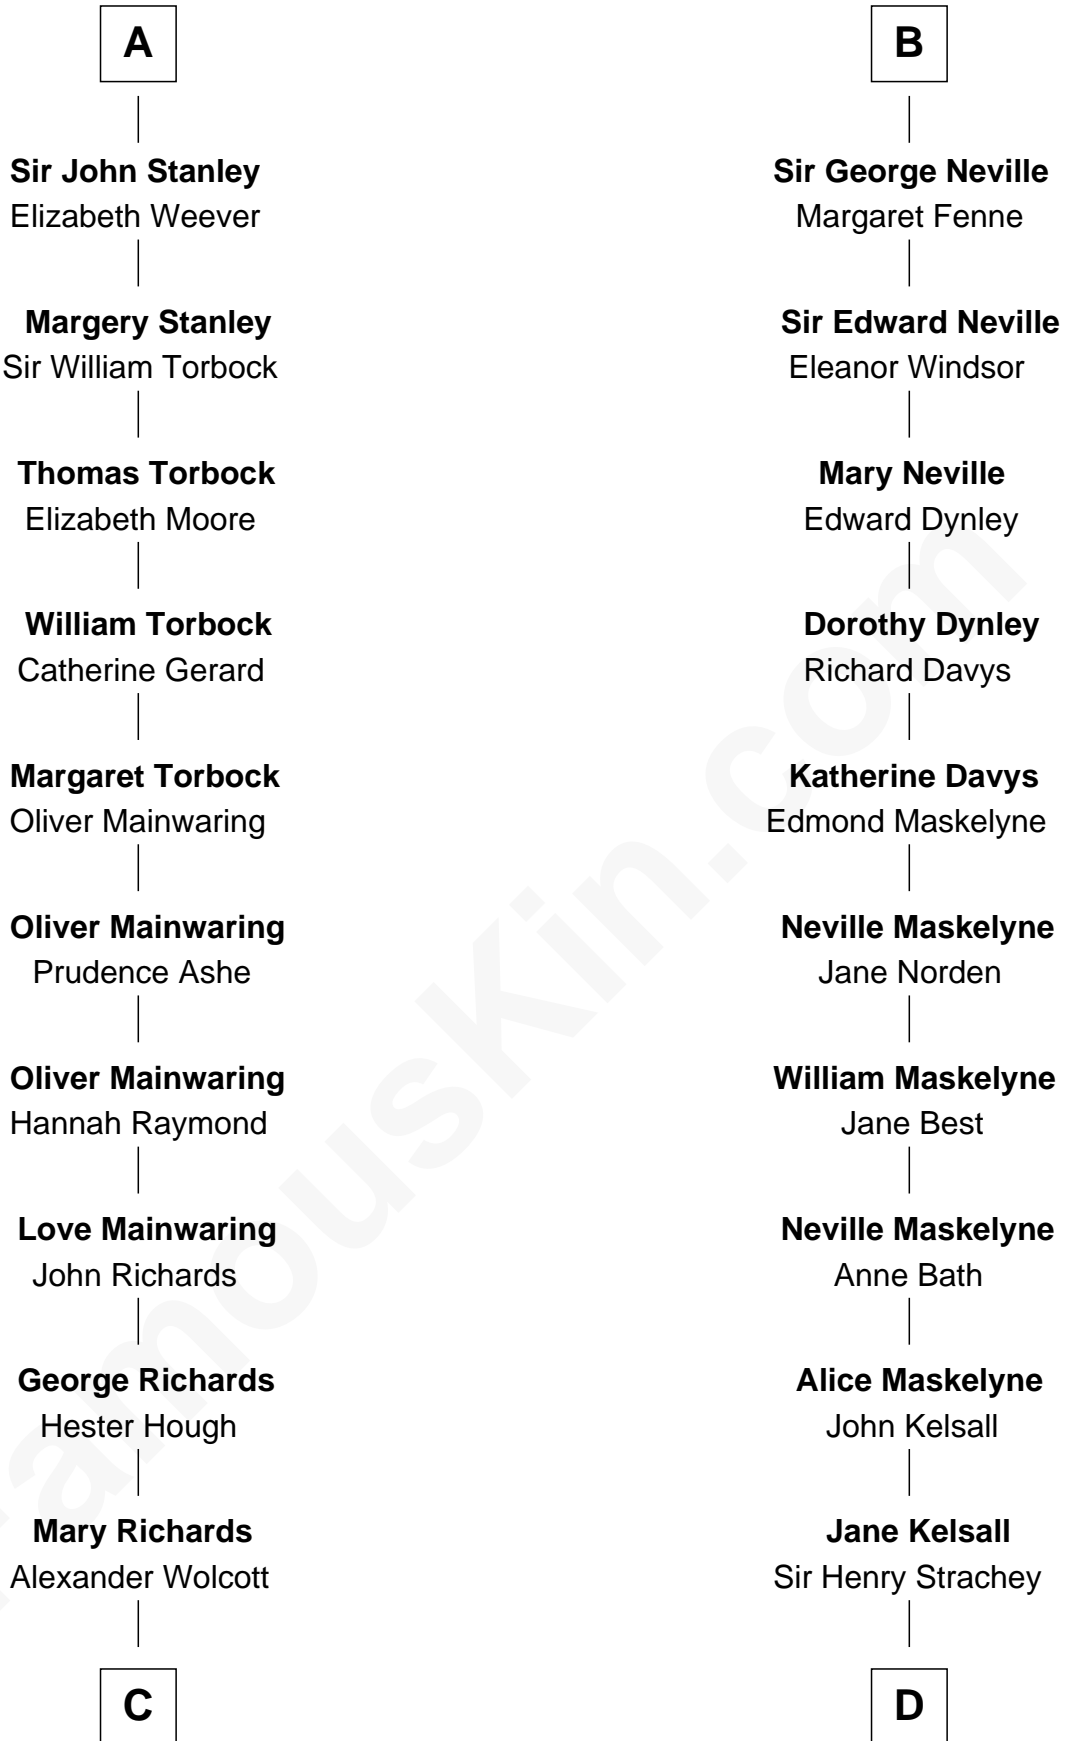 A
Sir John Stanley
Elizabeth Weever
Margery Stanley
Sir William Torbock
Thomas Torbock
Elizabeth Moore
William Torbock
Catherine Gerard
Margaret Torbock
Oliver Mainwaring
Oliver Mainwaring
Prudence Ashe
Oliver Mainwaring
Hannah Raymond
Love Mainwaring
John Richards
George Richards
Hester Hough
Mary Richards
Alexander Wolcott
C
B
Sir George Neville
Margaret Fenne
Sir Edward Neville
Eleanor Windsor
Mary Neville
Edward Dynley
Dorothy Dynley
Richard Davys
Katherine Davys
Edmond Maskelyne
Neville Maskelyne
Jane Norden
William Maskelyne
Jane Best
Neville Maskelyne
Anne Bath
Alice Maskelyne
John Kelsall
Jane Kelsall
Sir Henry Strachey
D
FamousKin.com